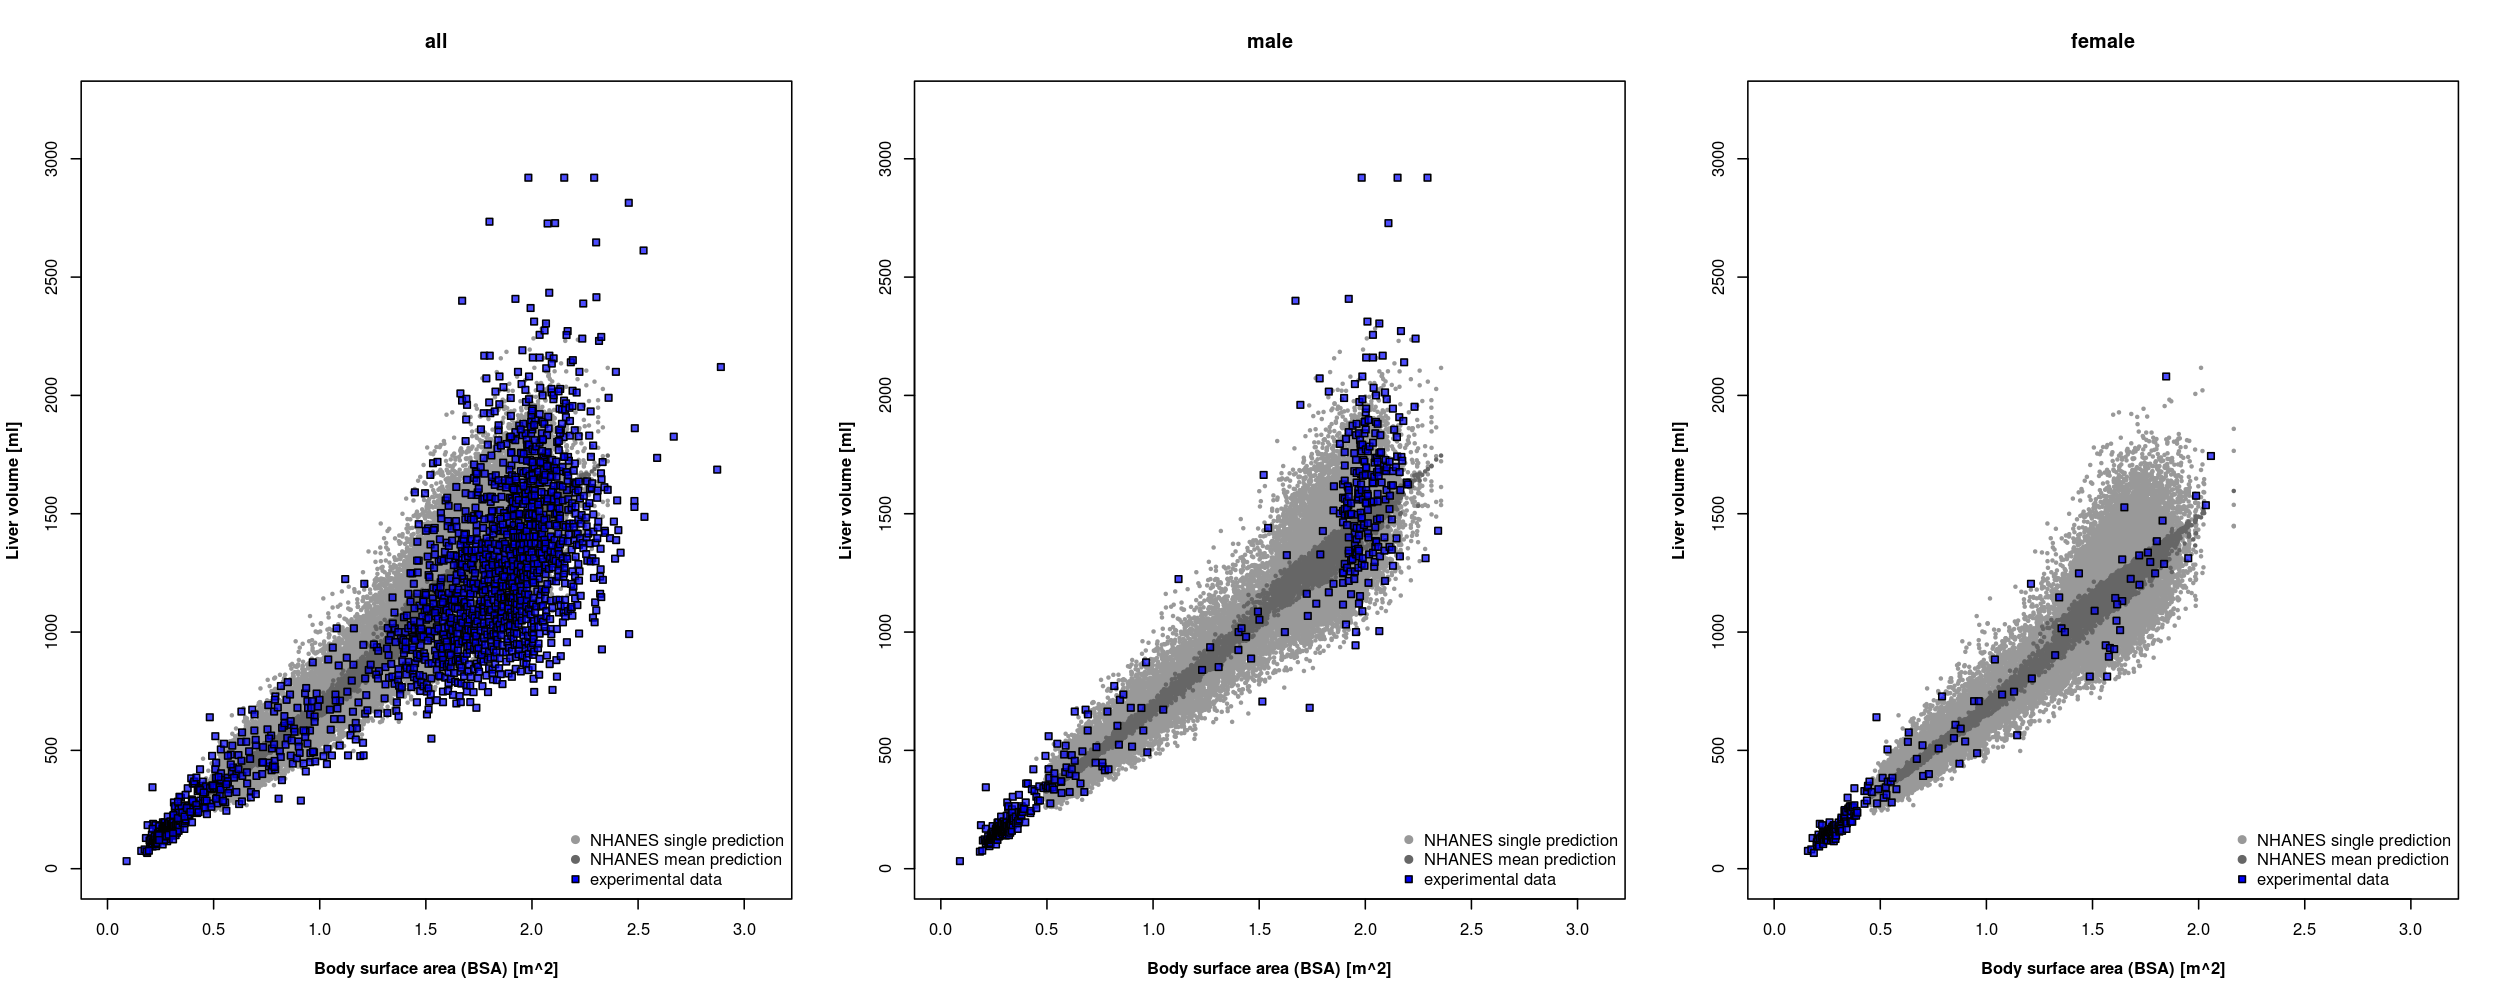 all
Liver volume [ml]
3000
2500
2000
1500
1000
500
0
0.0 0.5 1.0 1.5 2.0 2.5 3.0
Body surface area (BSA) [m^2]
NHANES single prediction
NHANES mean prediction
experimental data
male
Liver volume [ml]
3000
2500
2000
1500
1000
500
0
0.0 0.5 1.0 1.5 2.0 2.5 3.0
Body surface area (BSA) [m^2]
NHANES single prediction
NHANES mean prediction
experimental data
female
Liver volume [ml]
3000
2500
2000
1500
1000
500
0
0.0 0.5 1.0 1.5 2.0 2.5 3.0
Body surface area (BSA) [m^2]
NHANES single prediction
NHANES mean prediction
experimental data